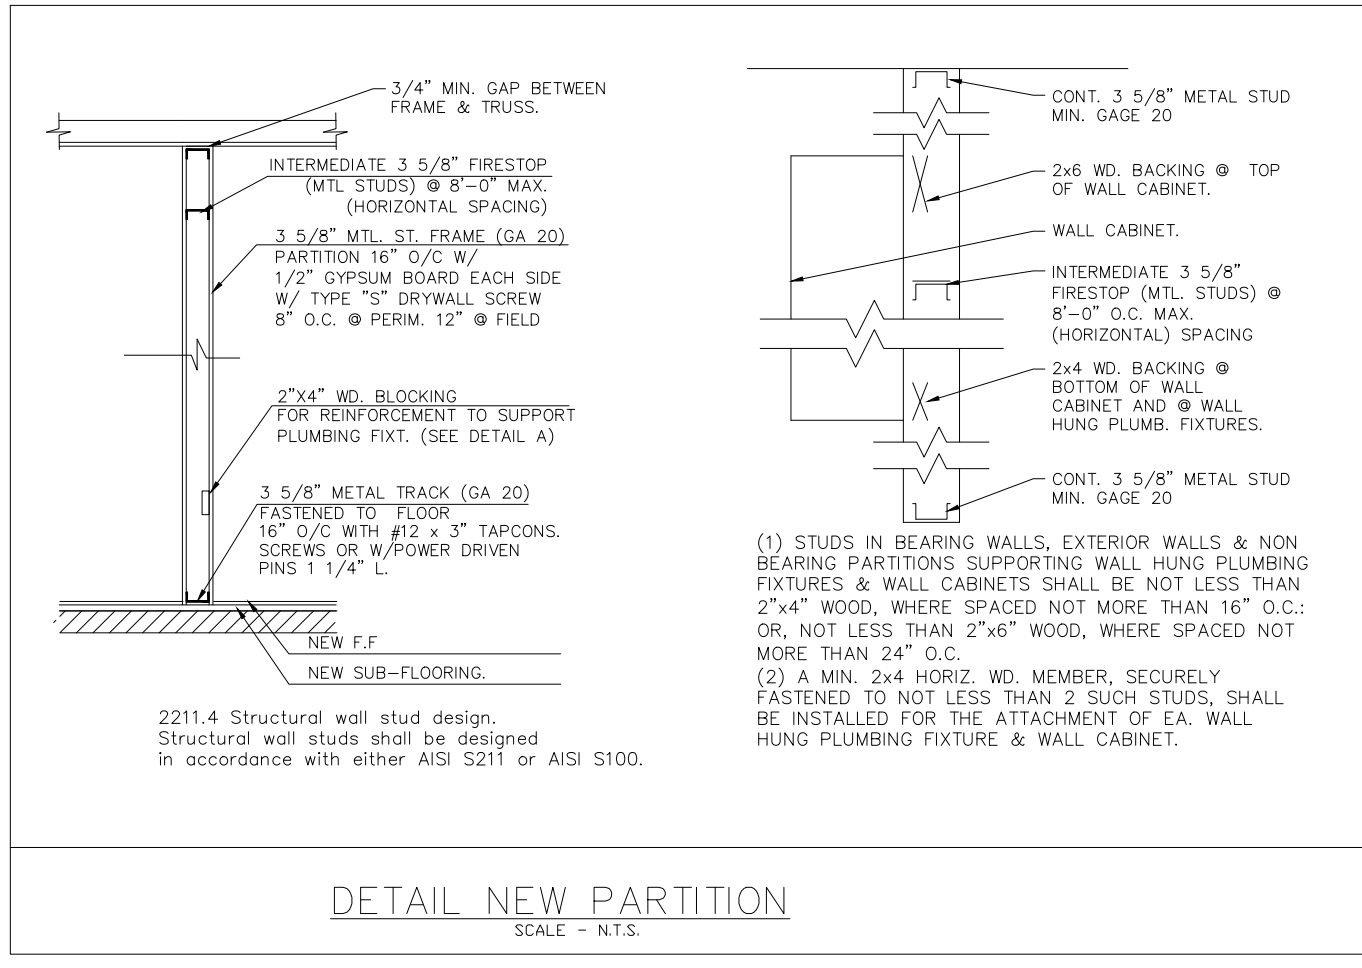 3/4" MIN. GAP BETWEEN
FRAME & TRUSS.
INTERMEDIATE 3 5/8" FIRESTOP
(MTL STUDS) @ 8'-0" MAX.
(HORIZONTAL SPACING)
3 5/8" MTL. ST. FRAME (GA 20)
PARTITION 16" O/C W/
1/2" GYPSUM BOARD EACH SIDE
W/ TYPE "S" DRYWALL SCREW
8" O.C. @ PERIM. 12" @ FIELD
2"X4" WD. BLOCKING
FOR REINFORCEMENT TO SUPPORT
PLUMBING FIXT. (SEE DETAIL A)
3 5/8" METAL TRACK (GA 20)
FASTENED TO FLOOR
16" O/C WITH #12 x 3" TAPCONS.
SCREWS OR W/POWER DRIVEN
PINS 1 1/4" L.
NEW F.F
NEW SUB-FLOORING.
2211.4 Structural wall stud design.
Structural wall studs shall be designed
in accordance with either AISI S211 or AISI S100.
CONT. 3 5/8" METAL STUD
MIN. GAGE 20
2x6 WD. BACKING @ TOP
OF WALL CABINET.
WALL CABINET.
INTERMEDIATE 3 5/8"
FIRESTOP (MTL. STUDS) @
8'-0" O.C. MAX.
(HORIZONTAL) SPACING
2x4 WD. BACKING @
BOTTOM OF WALL
CABINET AND @ WALL
HUNG PLUMB. FIXTURES.
CONT. 3 5/8" METAL STUD
MIN. GAGE 20
(1) STUDS IN BEARING WALLS, EXTERIOR WALLS & NON
BEARING PARTITIONS SUPPORTING WALL HUNG PLUMBING
FIXTURES & WALL CABINETS SHALL BE NOT LESS THAN
2"x4" WOOD, WHERE SPACED NOT MORE THAN 16" O.C.:
OR, NOT LESS THAN 2"x6" WOOD, WHERE SPACED NOT
MORE THAN 24" O.C.
(2) A MIN. 2x4 HORIZ. WD. MEMBER, SECURELY
FASTENED TO NOT LESS THAN 2 SUCH STUDS, SHALL
BE INSTALLED FOR THE ATTACHMENT OF EA. WALL
HUNG PLUMBING FIXTURE & WALL CABINET.
DETAIL NEW PARTITION
SCALE - N.T.S.